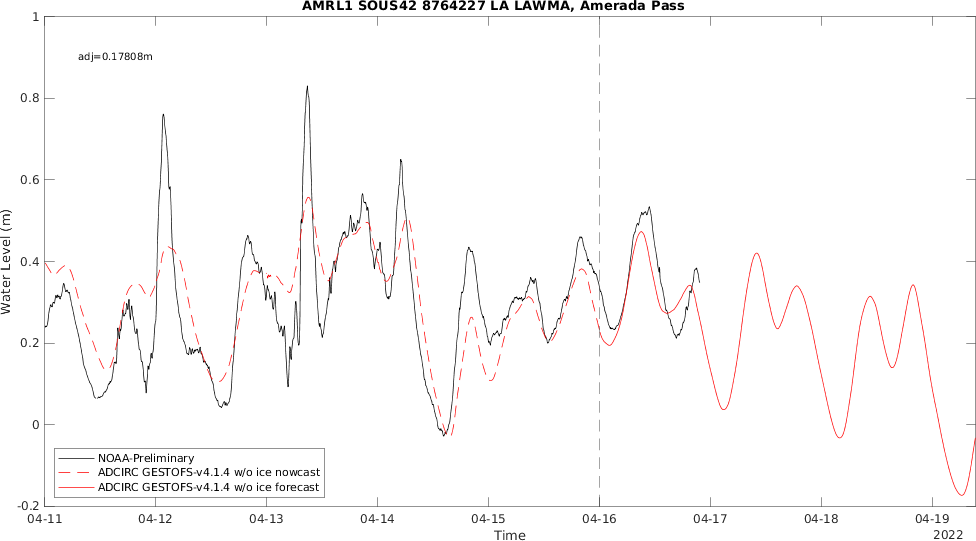 AMRL1 SOUS42 8764227 LA LAWMA, Amerada Pass
adj=0.17808m
1
0.8
0.6
0.4
0.2
0
-0.2
Water Level (m)
NOAA-Preliminary
ADCIRC GESTOFS-v4.1.4 w/o ice nowcast
ADCIRC GESTOFS-v4.1.4 w/o ice forecast
04-11 04-12 04-13 04-14 04-15 04-16 04-17 04-18 04-19
Time
2022